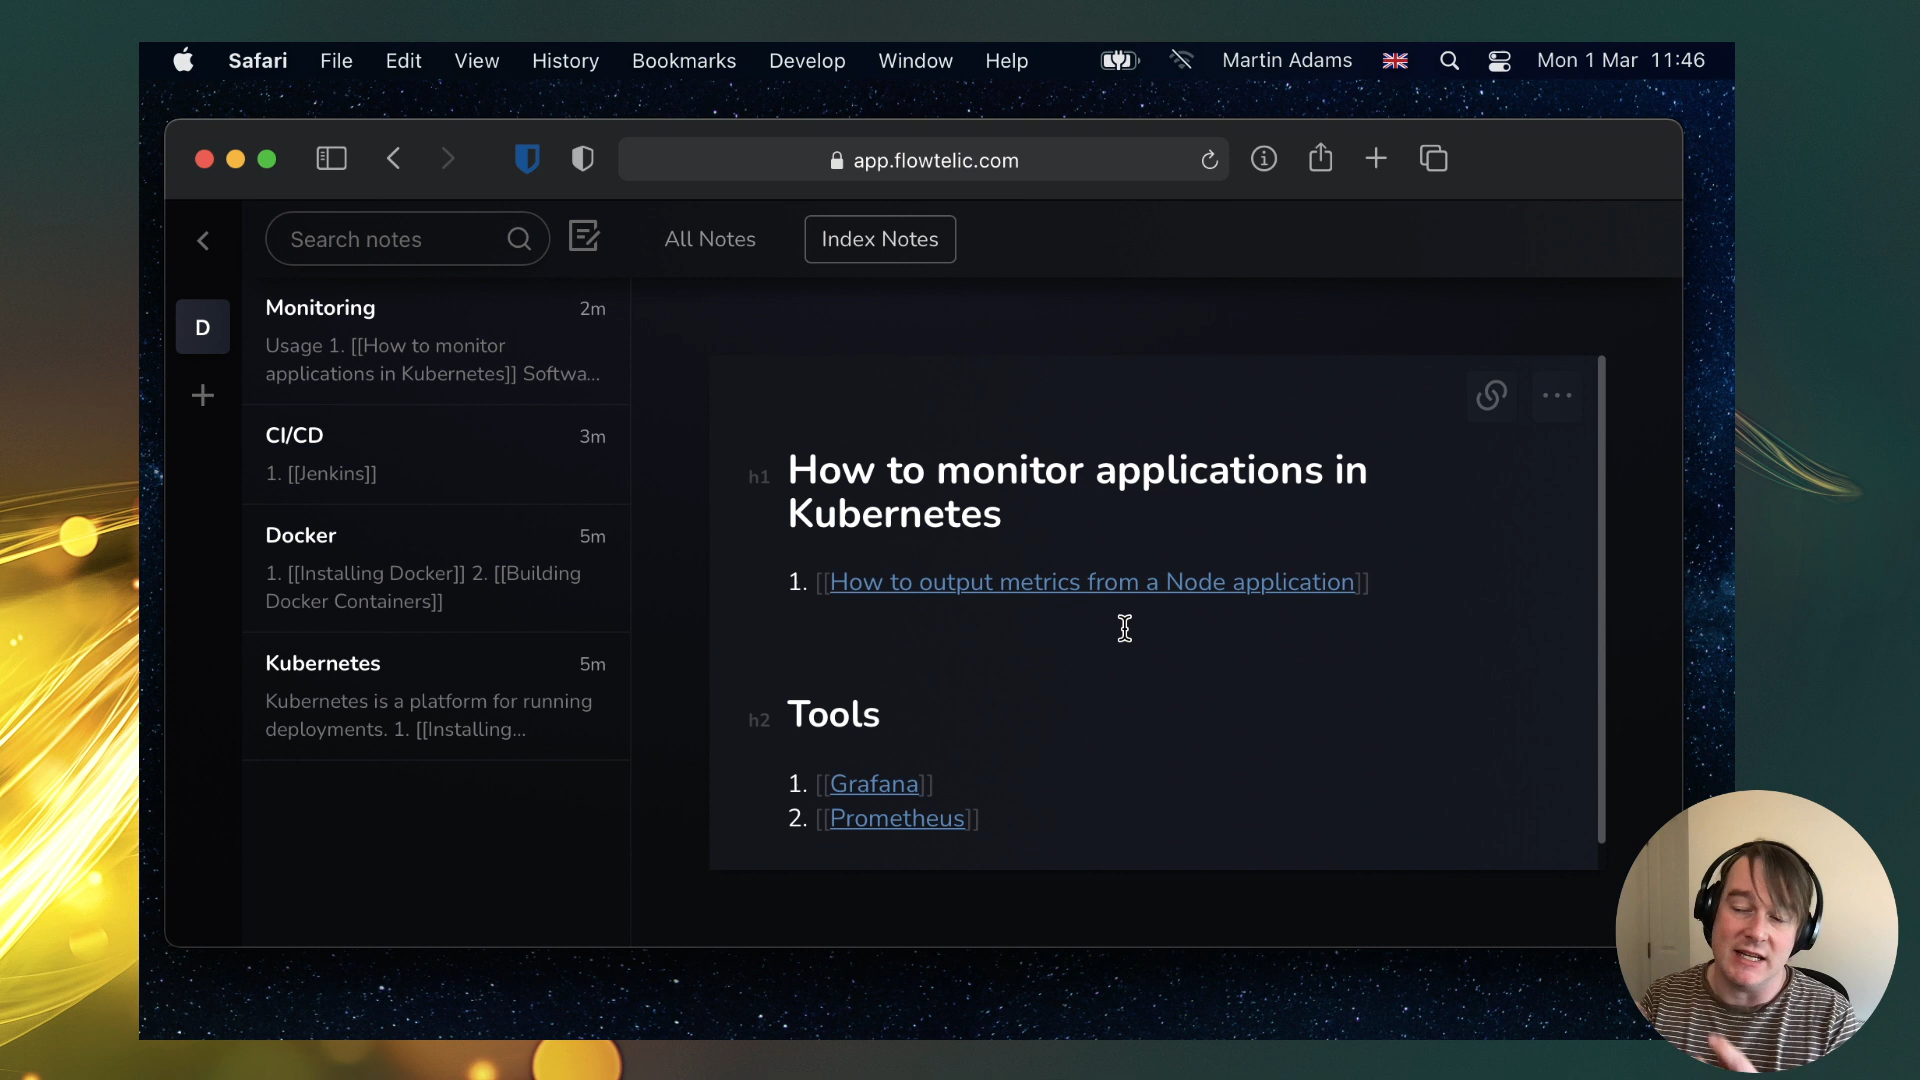 Safari File Edit View History Bookmarks Develop Window Help Martin Adams Mon 1 Mar 11:46
app.flowtelic.com
Search notes
All Notes
Index Notes
D
Monitoring 2m
Usage 1. [[How to monitor
applications in Kubernetes]] Softwa...
CI/CD 3m
1. [[Jenkins]]
Docker 5m
1. [[Installing Docker]] 2. [[Building
Docker Containers]]
Kubernetes 5m
Kubernetes is a platform for running
deployments. 1. [[Installing...
h1 How to monitor applications in
Kubernetes
1. [[How to output metrics from a Node application]]
h2 Tools
1. [[Grafana]]
2. [[Prometheus]]